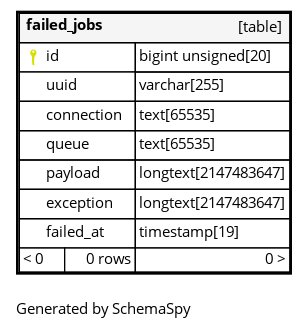 failed_jobs [table]
id bigint unsigned[20]
uuid varchar[255]
connection text[65535]
queue text[65535]
payload longtext[2147483647]
exception longtext[2147483647]
failed_at timestamp[19]
< 0 0 rows 0 >
Generated by SchemaSpy